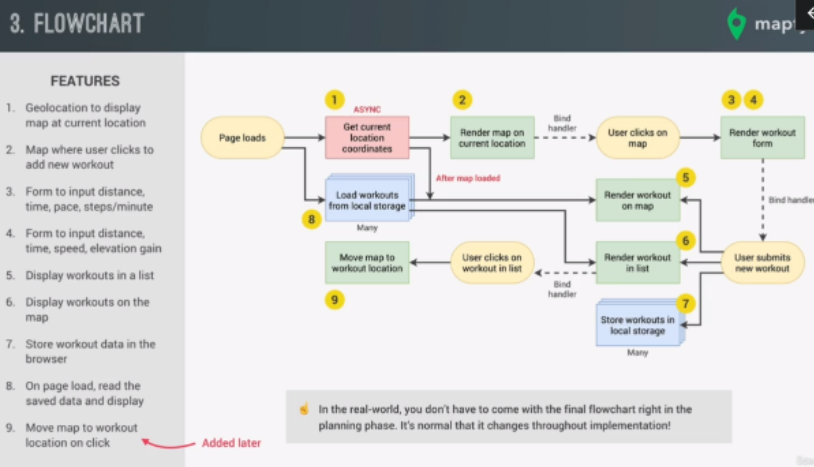 3. FLOWCHART
FEATURES
1. Geolocation to display
map at current location
2. Map where user clicks to
add new workout
3. Form to input distance,
time, pace, steps/minute
4. Form to input distance,
time, speed, elevation gain
5. Display workouts in a list
6. Display workouts on the
map
7. Store workout data in the
browser
8. On page load, read the
saved data and display
9. Move map to workout
location on click
Added later
Page loads
1
ASYNC
Get current
location
coordinates
2
Render map on
current location
Bind
handler
User clicks on
map
3 4
Render workout
form
After map loaded
8
Load workouts
from local storage
Many
5
Render workout
on map
Bind handler
Move map to
workout location
9
User clicks on
workout in list
Bind
handler
6
Render workout
in list
User submits
new workout
7
Store workouts in
local storage
Many
In the real-world, you don't have to come with the final flowchart right in the
planning phase. It's normal that it changes throughout implementation!